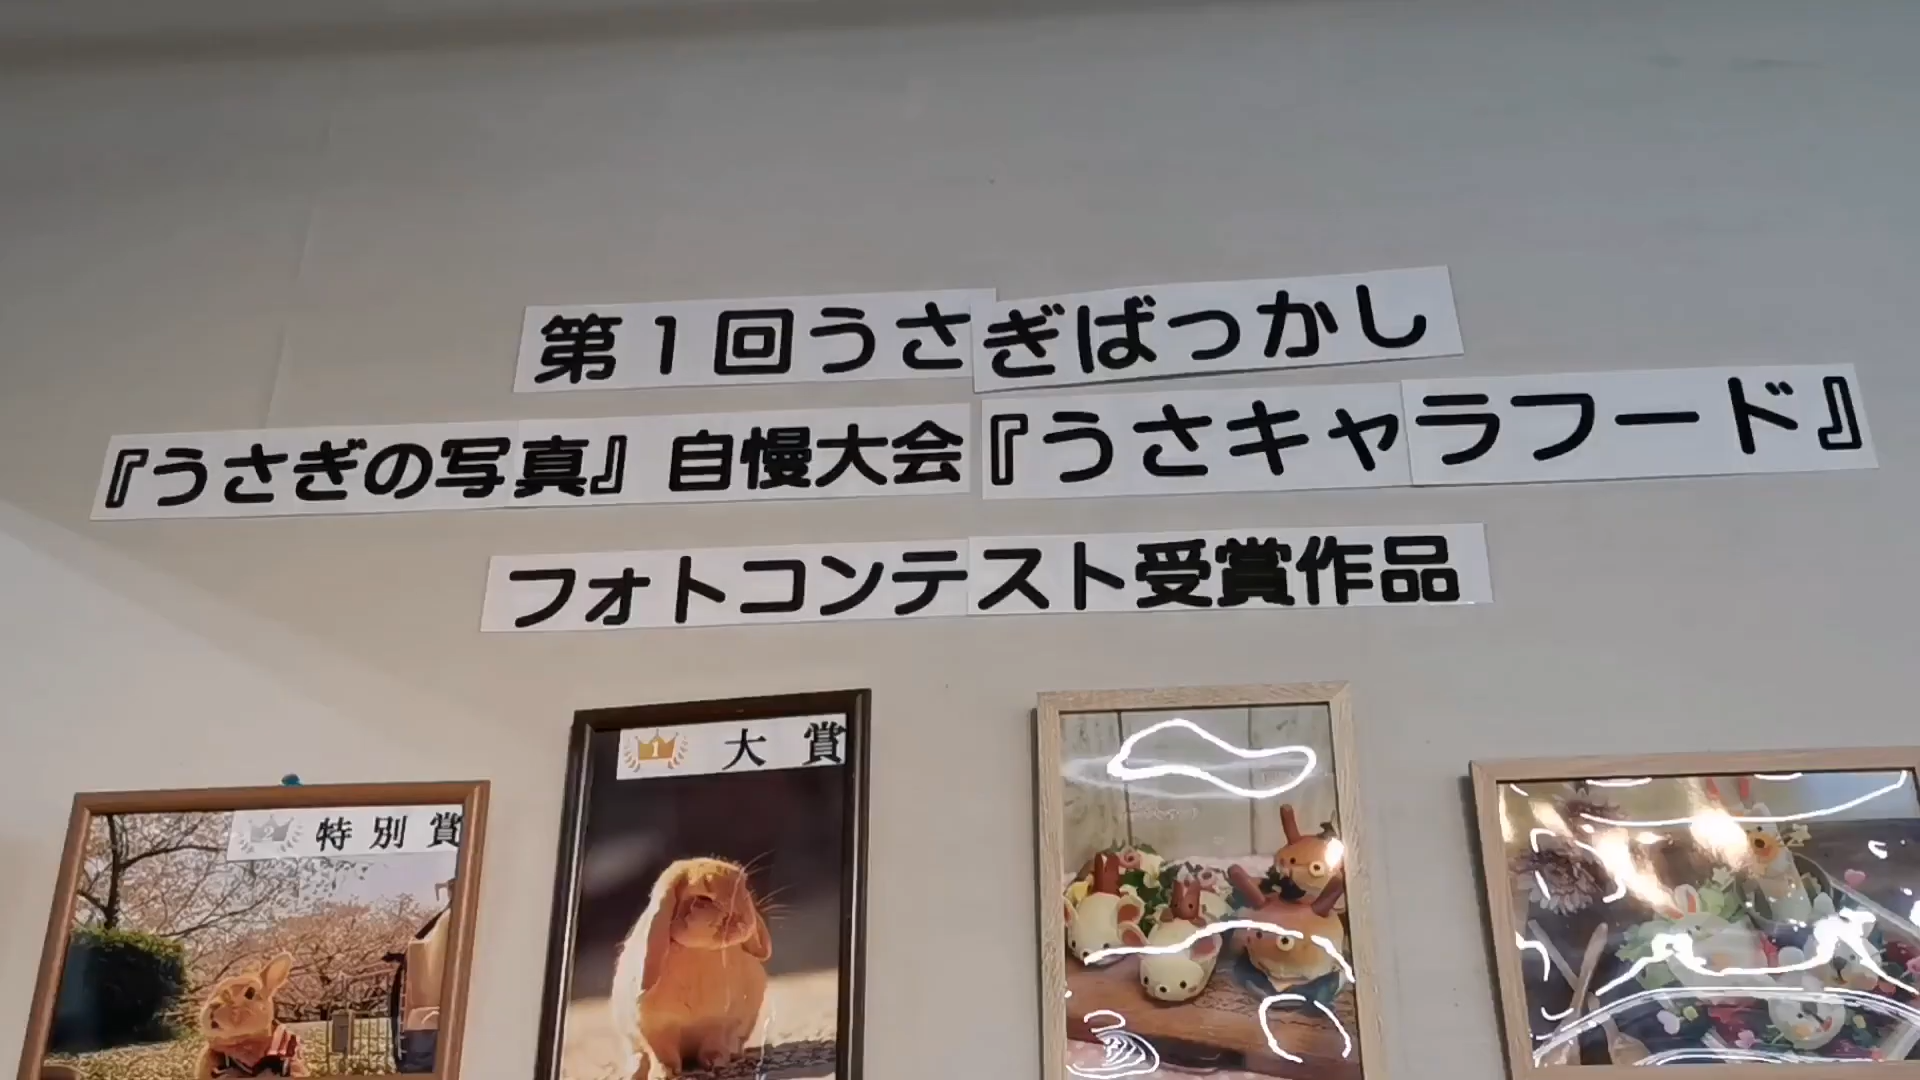 第1回うさぎばっかし
『うさぎの写真』自慢大会『うさキャラフード』
フォトコンテスト受賞作品
1 大賞
2 特別賞